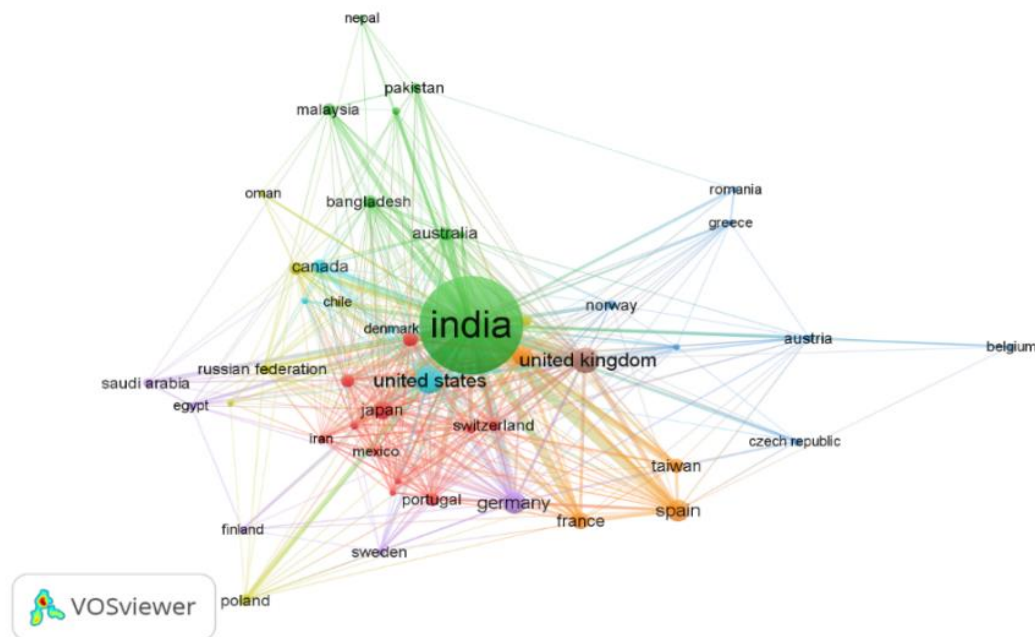 nepal
pakistan
malaysia
romania
oman
bangladesh
greece
australia
canada
chile
norway
india
denmark
austria
belgium
united kingdom
russian federation
united states
saudi arabia
egypt
japan
switzerland
iran
mexico
czech republic
taiwan
portugal
germany
spain
france
finland
sweden
poland
VOSviewer